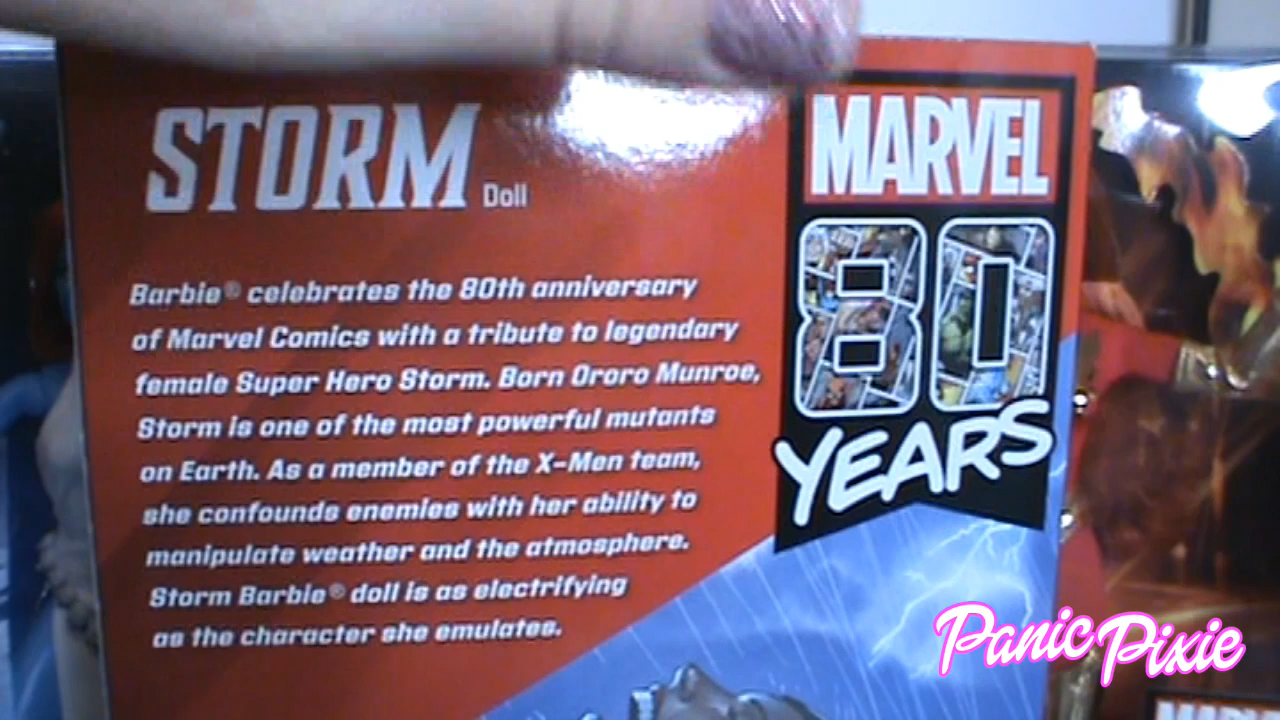 STORM Doll
Barbie® celebrates the 80th anniversary
of Marvel Comics with a tribute to legendary
female Super Hero Storm. Born Ororo Munroe,
Storm is one of the most powerful mutants
on Earth. As a member of the X-Men team,
she confounds enemies with her ability to
manipulate weather and the atmosphere.
Storm Barbie® doll is as electrifying
as the character she emulates.
MARVEL
80
YEARS
Panic Pixie
MARVEL